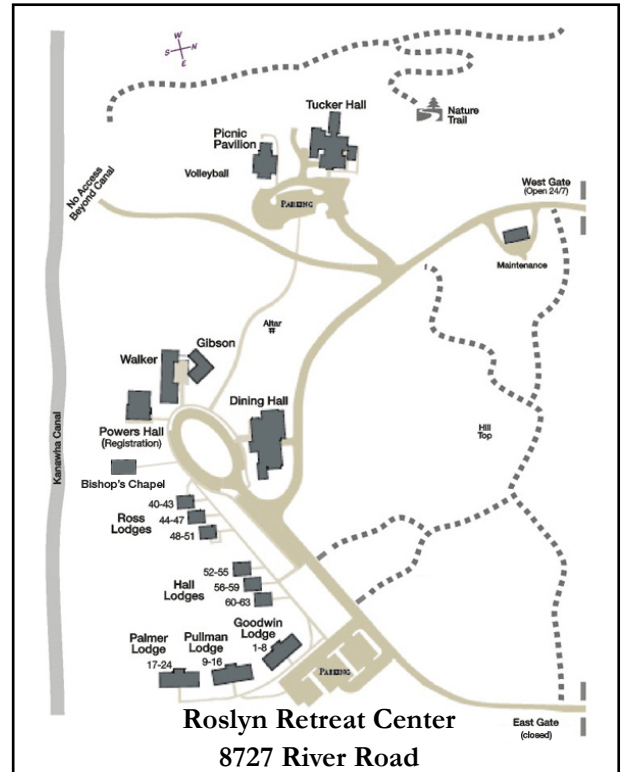 W
S N
E
Tucker Hall
Nature
Trail
Picnic
Pavilion
Volleyball
No Access
Beyond Canal
West Gate
(Open 24/7)
PARKING
Maintenance
Altar
Gibson
Walker
Dining Hall
Powers Hall
(Registration)
Hill
Top
Kanawha Canal
Bishop's Chapel
40-43
Ross
Lodges
44-47
48-51
52-55
Hall
Lodges
56-59
60-63
Goodwin
Lodge
1-8
Pullman
Lodge
9-16
Palmer
Lodge
17-24
PARKING
East Gate
(closed)
Roslyn Retreat Center
8727 River Road